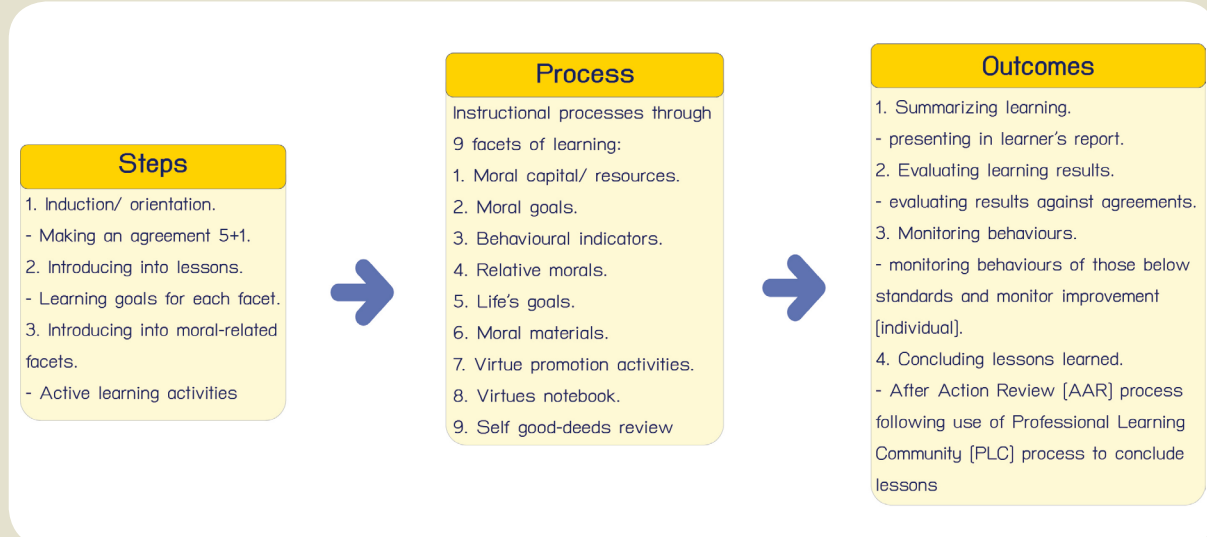 Steps
1. Induction/ orientation.
- Making an agreement 5+1.
2. Introducing into lessons.
- Learning goals for each facet.
3. Introducing into moral-related
facets.
- Active learning activities
Process
Instructional processes through
9 facets of learning:
1. Moral capital/ resources.
2. Moral goals.
3. Behavioural indicators.
4. Relative morals.
5. Life's goals.
6. Moral materials.
7. Virtue promotion activities.
8. Virtues notebook.
9. Self good-deeds review
Outcomes
1. Summarizing learning.
- presenting in learner's report.
2. Evaluating learning results.
- evaluating results against agreements.
3. Monitoring behaviours.
- monitoring behaviours of those below
standards and monitor improvement
[individual].
4. Concluding lessons learned.
- After Action Review [AAR] process
following use of Professional Learning
Community [PLC] process to conclude
lessons